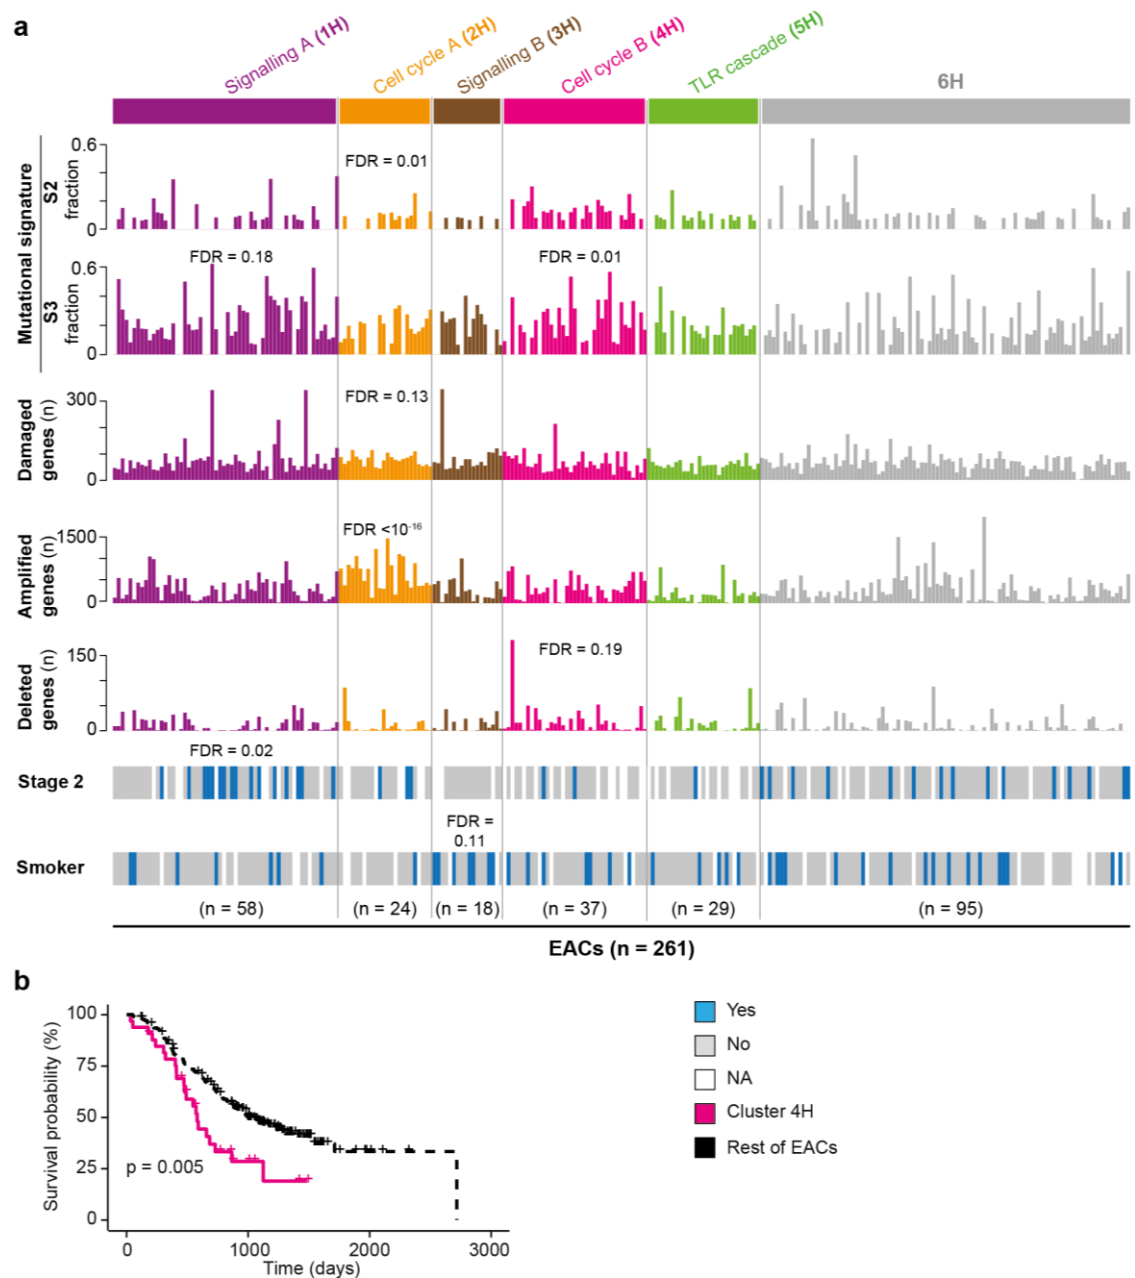 a
Signalling A (1H)
Cell cycle A (2H)
Signalling B (3H)
Cell cycle B (4H)
TLR cascade (5H)
6H
Mutational signature
S2
fraction
0.6
0
FDR = 0.01
S3
fraction
0.6
0
FDR = 0.18
FDR = 0.01
Damaged
genes (n)
300
0
FDR = 0.13
Amplified
genes (n)
1500
0
FDR <10⁻¹⁶
Deleted
genes (n)
150
0
FDR = 0.19
FDR = 0.02
Stage 2
FDR =
0.11
Smoker
(n = 58) (n = 24) (n = 18) (n = 37) (n = 29) (n = 95)
EACs (n = 261)
b
Survival probability (%)
100
75
50
25
0
p = 0.005
0 1000 2000 3000
Time (days)
Yes
No
NA
Cluster 4H
Rest of EACs